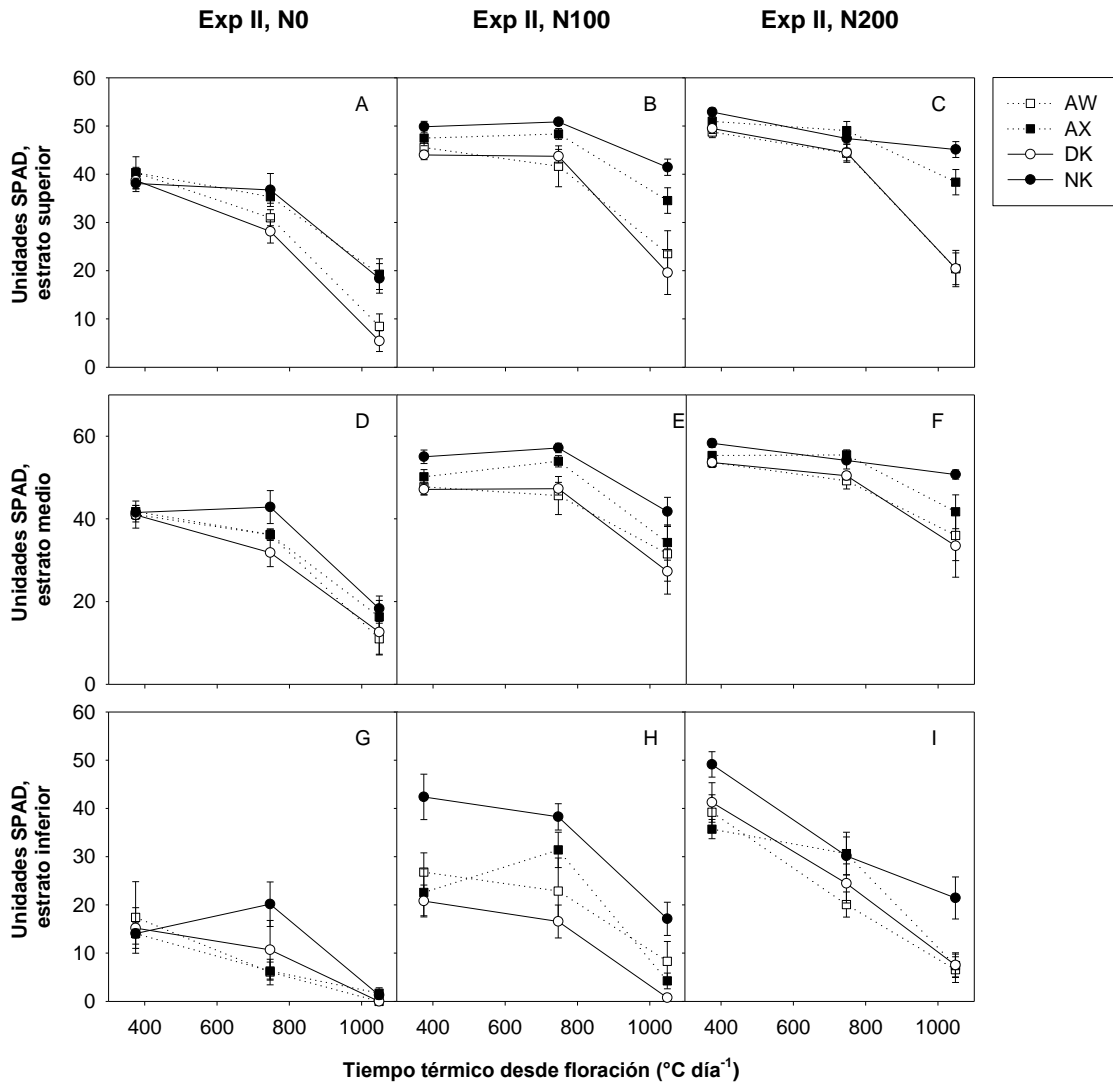 Exp II, N0
Exp II, N100
Exp II, N200
Unidades SPAD,
estrato superior
60
50
40
30
20
10
0
A
B
C
AW
AX
DK
NK
Unidades SPAD,
estrato medio
60
40
20
0
D
E
F
Unidades SPAD,
estrato inferior
60
50
40
30
20
10
0
G
H
I
400
600
800
1000
400
600
800
1000
400
600
800
1000
Tiempo térmico desde floración (°C día⁻¹)